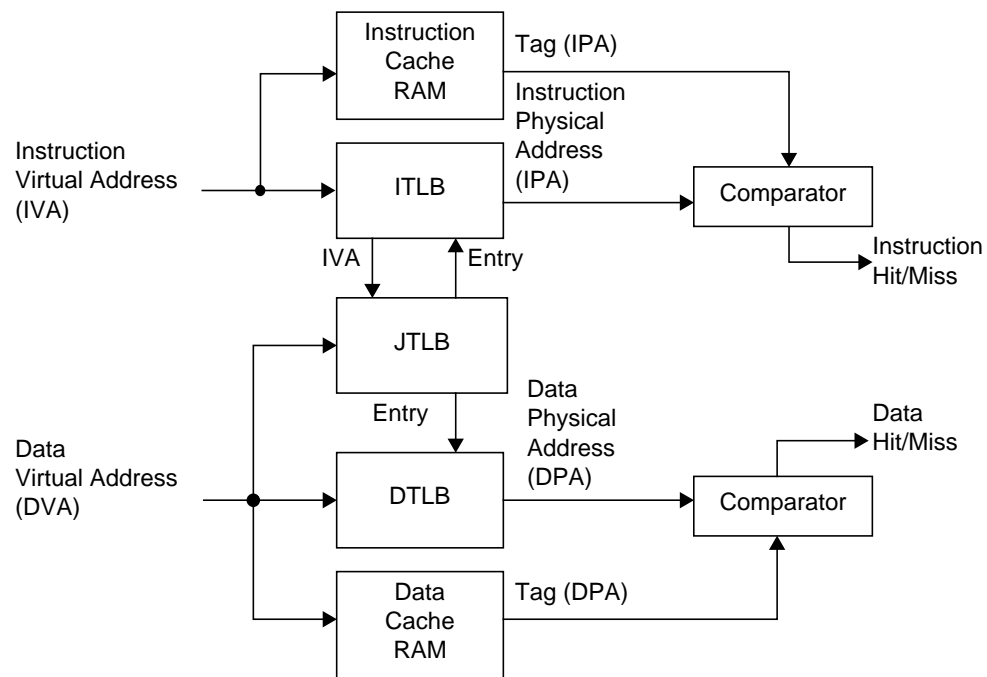 Instruction
Cache
RAM
Tag (IPA)
Instruction
Physical
Address
(IPA)
Instruction
Virtual Address
(IVA)
ITLB
Comparator
IVA
Entry
Instruction
Hit/Miss
JTLB
Entry
Data
Physical
Address
(DPA)
Data
Hit/Miss
Data
Virtual Address
(DVA)
DTLB
Comparator
Data
Cache
RAM
Tag (DPA)